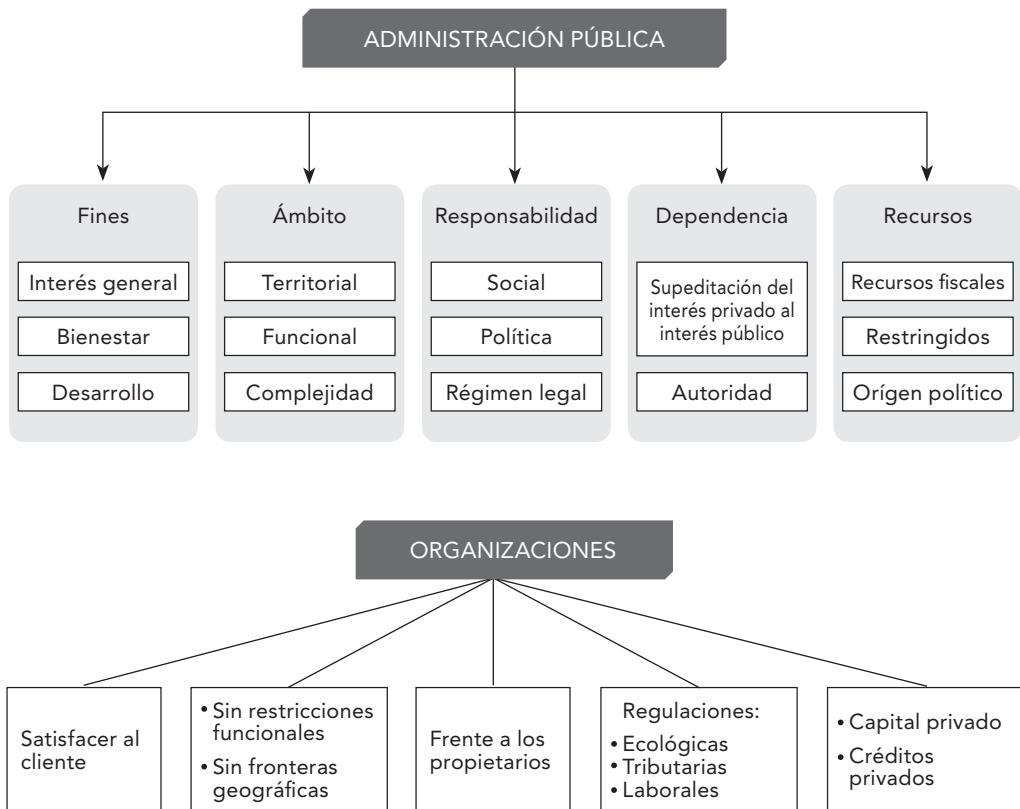 ADMINISTRACIÓN PÚBLICA
Fines
Interés general
Bienestar
Desarrollo
Ámbito
Territorial
Funcional
Complejidad
Responsabilidad
Social
Política
Régimen legal
Dependencia
Supeditación del
interés privado al
interés público
Autoridad
Recursos
Recursos fiscales
Restringidos
Orígen político
ORGANIZACIONES
Satisfacer al
cliente
• Sin restricciones
funcionales
• Sin fronteras
geográficas
Frente a los
propietarios
Regulaciones:
• Ecológicas
• Tributarias
• Laborales
• Capital privado
• Créditos
privados